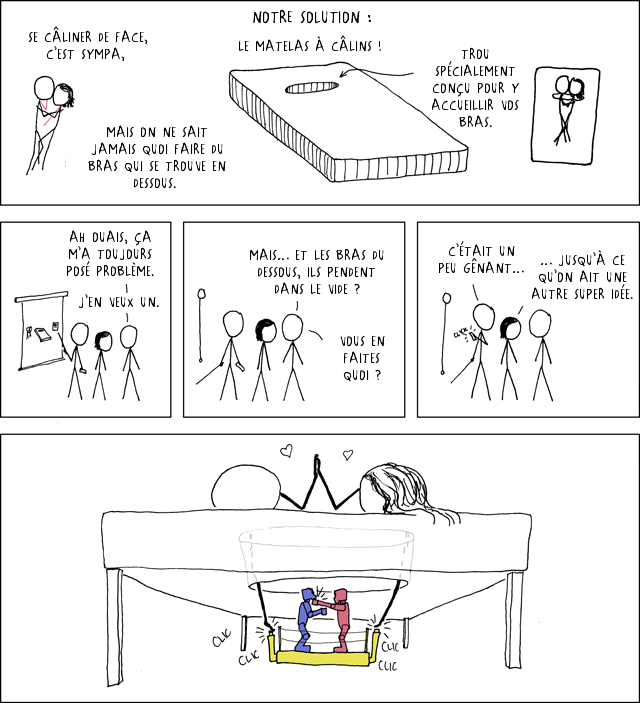 SE CÂLINER DE FACE,
C'EST SYMPA,
MAIS ON NE SAIT
JAMAIS QUOI FAIRE DU
BRAS QUI SE TROUVE EN
DESSOUS.
NOTRE SOLUTION :
LE MATELAS À CÂLINS !
TROU
SPÉCIALEMENT
CONÇU POUR Y
ACCUEILLIR VOS
BRAS.
AH OUAIS, ÇA
M'A TOUJOURS
POSÉ PROBLÈME.
J'EN VEUX UN.
MAIS... ET LES BRAS DU
DESSOUS, ILS PENDENT
DANS LE VIDE ?
VOUS EN
FAITES
QUOI ?
C'ÉTAIT UN
PEU GÊNANT...
... JUSQU'À CE
QU'ON AIT UNE
AUTRE SUPER IDÉE.
CLICK
CLIC
CLIC
CLIC
CLIC